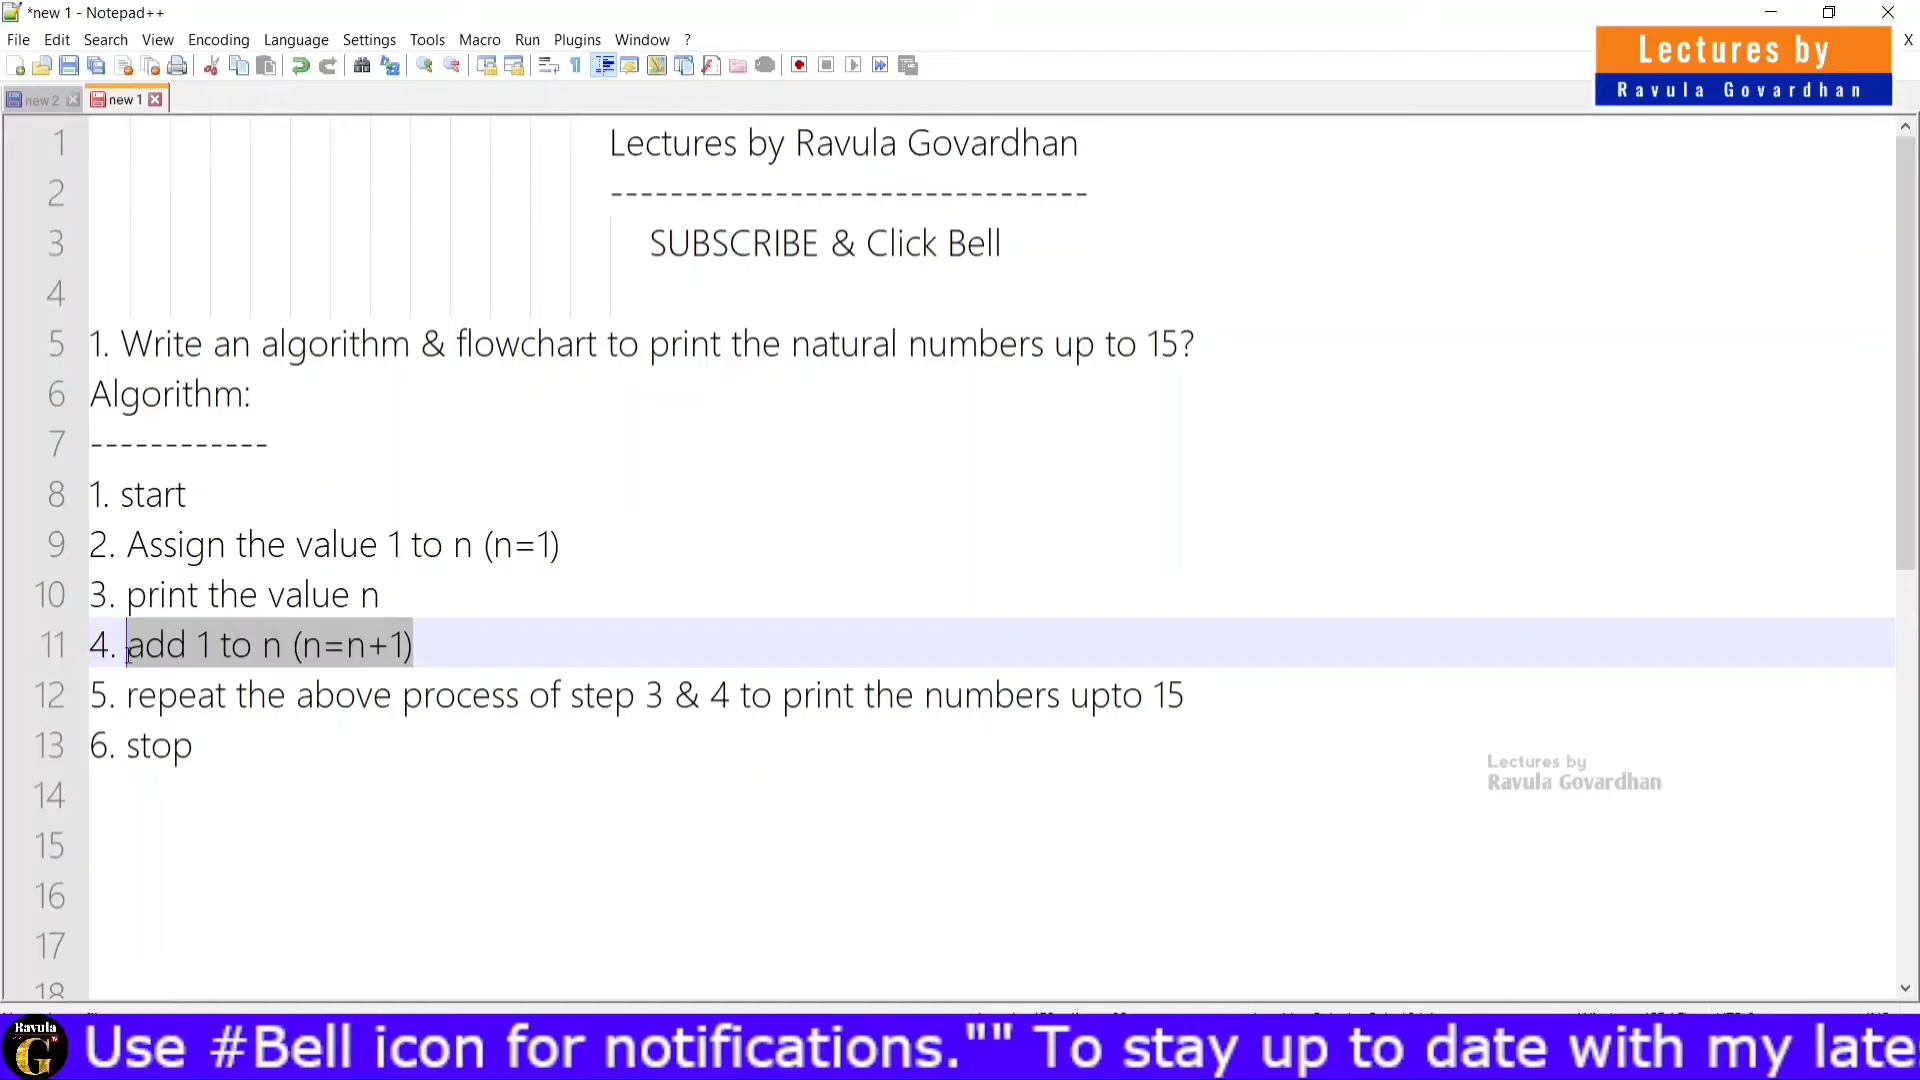 *new 1 - Notepad++
File Edit Search View Encoding Language Settings Tools Macro Run Plugins Window ?
X
Lectures by
Ravula Govardhan
new 2 new 1
1 Lectures by Ravula Govardhan
2 --------------------------------
3 SUBSCRIBE & Click Bell
4
5 1. Write an algorithm & flowchart to print the natural numbers up to 15?
6 Algorithm:
7 ------------
8 1. start
9 2. Assign the value 1 to n (n=1)
10 3. print the value n
11 4. add 1 to n (n=n+1)
12 5. repeat the above process of step 3 & 4 to print the numbers upto 15
13 6. stop
14
Lectures by
Ravula Govardhan
15
16
17
18
Ravula
G
Use #Bell icon for notifications."" To stay up to date with my late